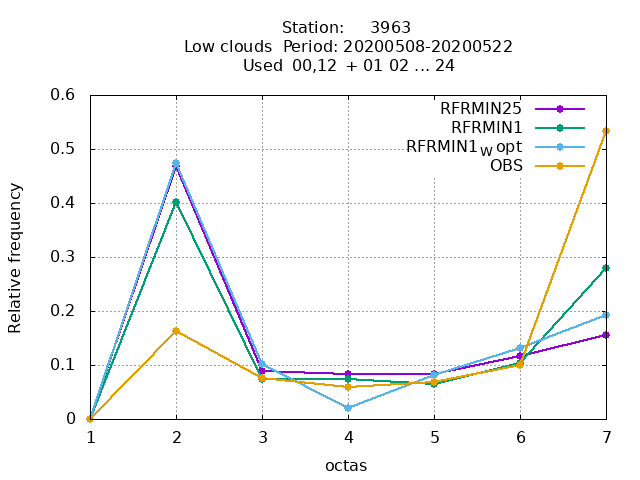 Station: 3963
Low clouds Period: 20200508-20200522
Used 00,12 + 01 02 ... 24
RFRMIN25
RFRMIN1
RFRMIN1_W opt
OBS
0.6
0.5
0.4
0.3
0.2
0.1
0
Relative frequency
1 2 3 4 5 6 7
octas